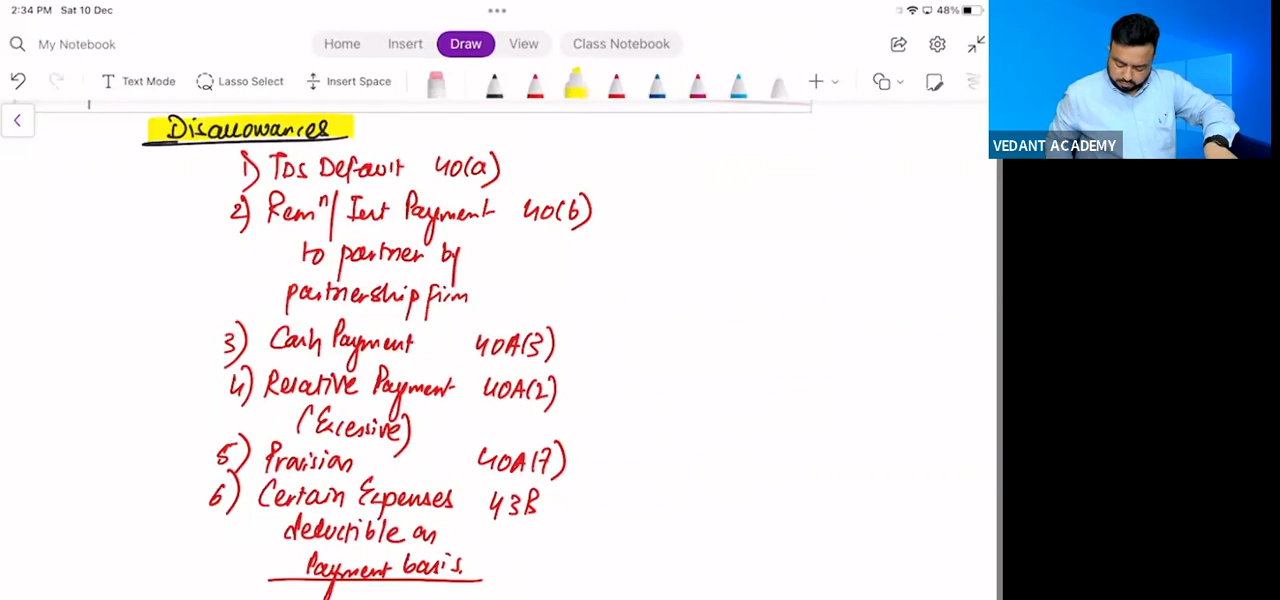 2:34 PM Sat 10 Dec
48%
My Notebook
Home Insert Draw View Class Notebook
Text Mode Lasso Select Insert Space
VEDANT ACADEMY
Disallowances
1) TDS Default 40(a)
2) Remn/ Int Payment 40(b)
to partner by
partnership firm
3) Cash Payment 40A(3)
4) Relative Payment 40A(2)
(Excessive)
5) Provision 40A(7)
6) Certain Expenses 43B
deductible on
Payment basis.